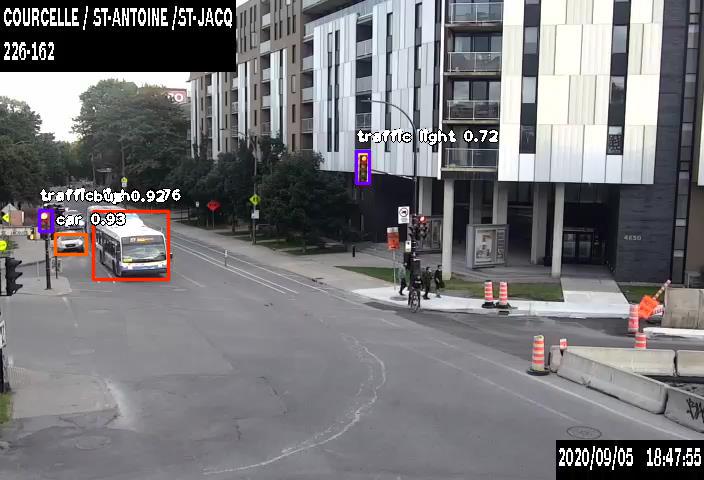 COURCELLE / ST-ANTOINE /ST-JACQ
226-162
traffic light 0.72
car 0.93
4650
2020/09/05 18:47:55